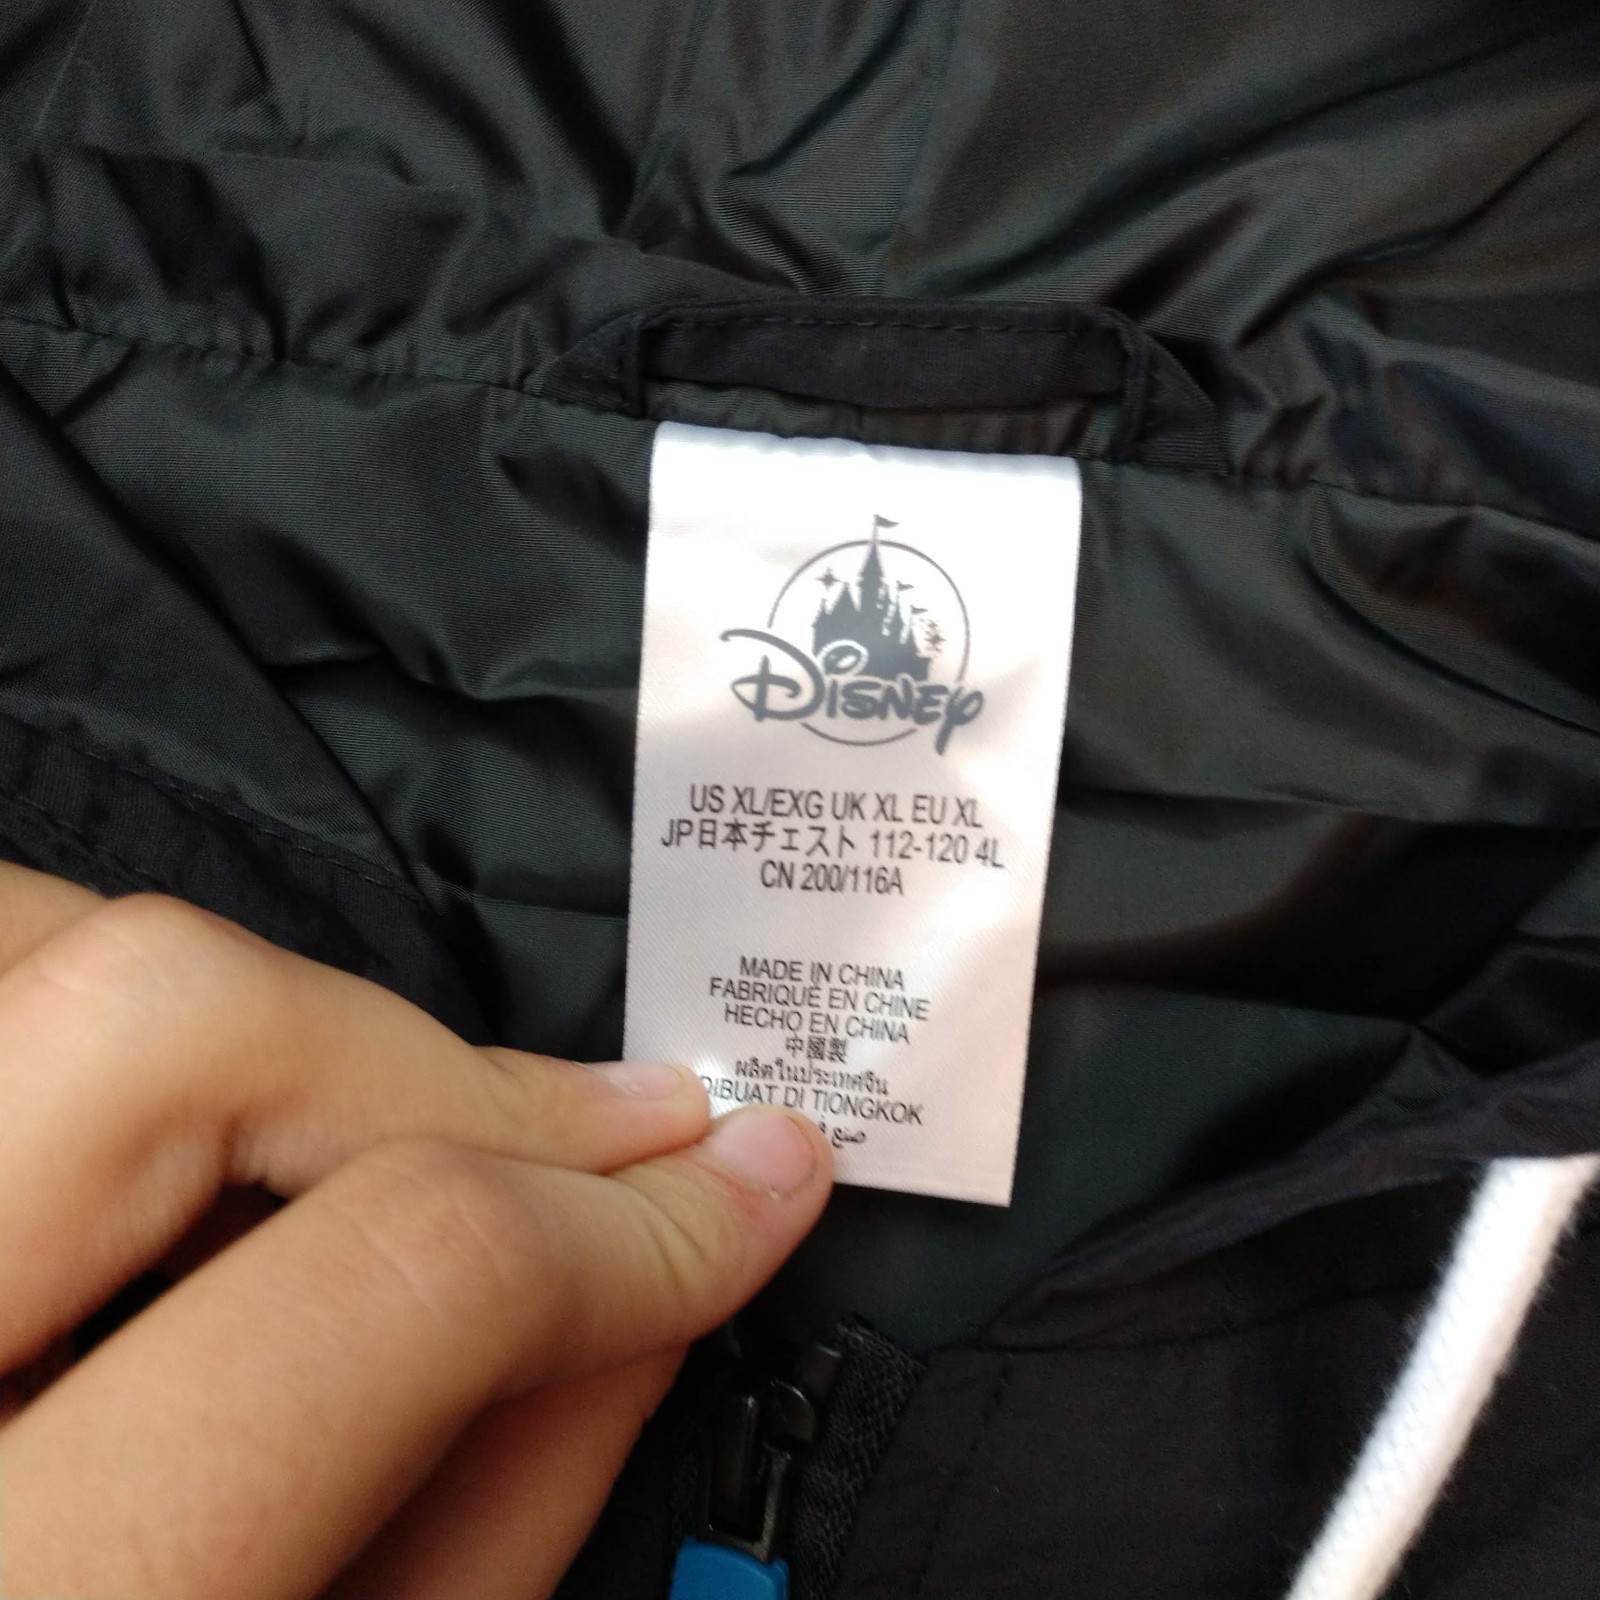 Disney
US XL/EXG UK XL EU XL
JP日本チェスト 112-120 4L
CN 200/116A
MADE IN CHINA
FABRIQUÉ EN CHINE
HECHO EN CHINA
中國製
ผลิตในประเทศจีน
DIBUAT DI TIONGKOK
صنع